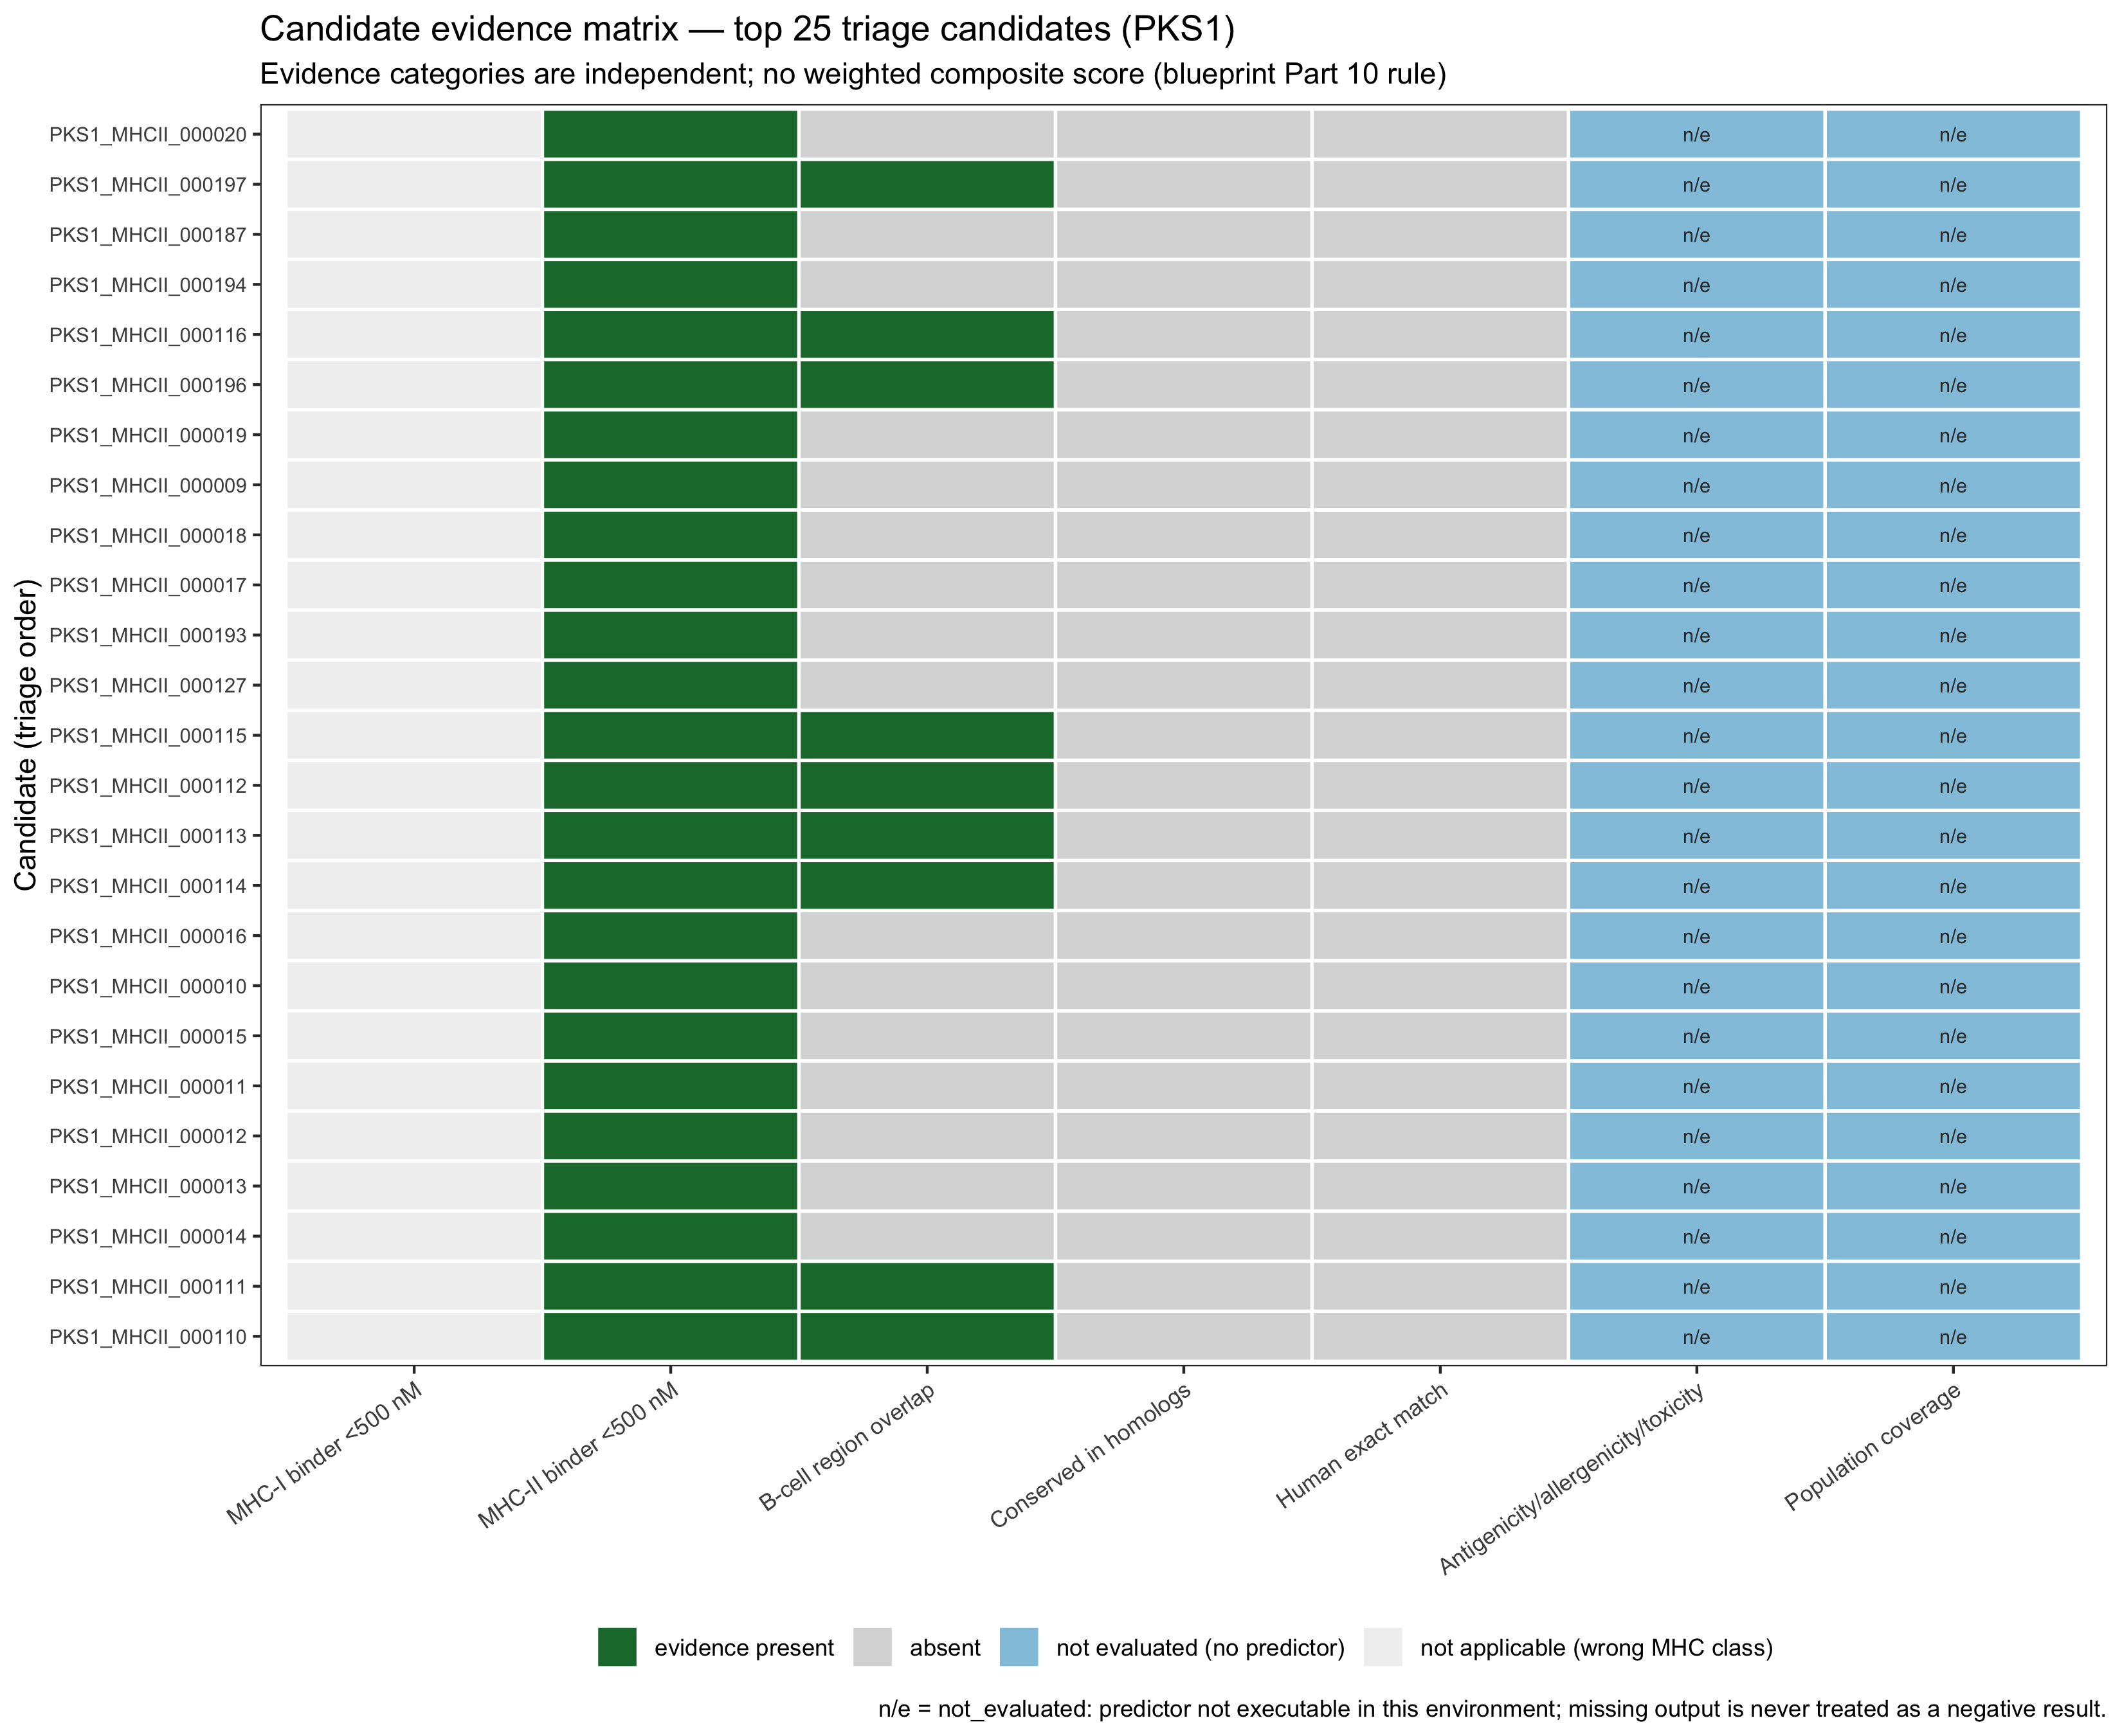 Candidate evidence matrix — top 25 triage candidates (PKS1)
Evidence categories are independent; no weighted composite score (blueprint Part 10 rule)
Candidate (triage order)
PKS1_MHCII_000020 n/e n/e
PKS1_MHCII_000197 n/e n/e
PKS1_MHCII_000187 n/e n/e
PKS1_MHCII_000194 n/e n/e
PKS1_MHCII_000116 n/e n/e
PKS1_MHCII_000196 n/e n/e
PKS1_MHCII_000019 n/e n/e
PKS1_MHCII_000009 n/e n/e
PKS1_MHCII_000018 n/e n/e
PKS1_MHCII_000017 n/e n/e
PKS1_MHCII_000193 n/e n/e
PKS1_MHCII_000127 n/e n/e
PKS1_MHCII_000115 n/e n/e
PKS1_MHCII_000112 n/e n/e
PKS1_MHCII_000113 n/e n/e
PKS1_MHCII_000114 n/e n/e
PKS1_MHCII_000016 n/e n/e
PKS1_MHCII_000010 n/e n/e
PKS1_MHCII_000015 n/e n/e
PKS1_MHCII_000011 n/e n/e
PKS1_MHCII_000012 n/e n/e
PKS1_MHCII_000013 n/e n/e
PKS1_MHCII_000014 n/e n/e
PKS1_MHCII_000111 n/e n/e
PKS1_MHCII_000110 n/e n/e
MHC-I binder <500 nM
MHC-II binder <500 nM
B-cell region overlap
Conserved in homologs
Human exact match
Antigenicity/allergenicity/toxicity
Population coverage
evidence present absent not evaluated (no predictor) not applicable (wrong MHC class)
n/e = not_evaluated: predictor not executable in this environment; missing output is never treated as a negative result.